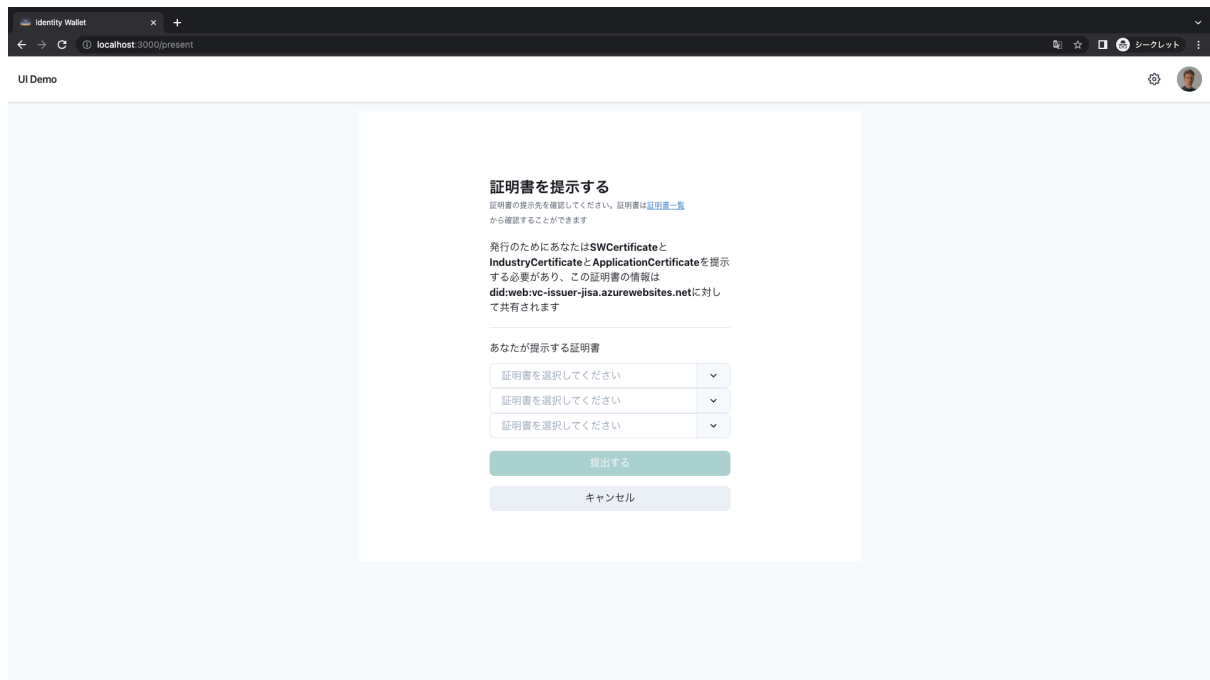 Identity Wallet
localhost:3000/present
シークレット
UI Demo
証明書を提示する
証明書の提示先を確認してください。証明書は証明書一覧
から確認することができます
発行のためにあなたはSWCertificateと
IndustryCertificateとApplicationCertificateを提示
する必要があり、この証明書の情報は
did:web:vc-issuer-jisa.azurewebsites.netに対し
て共有されます
あなたが提示する証明書
証明書を選択してください
証明書を選択してください
証明書を選択してください
提出する
キャンセル